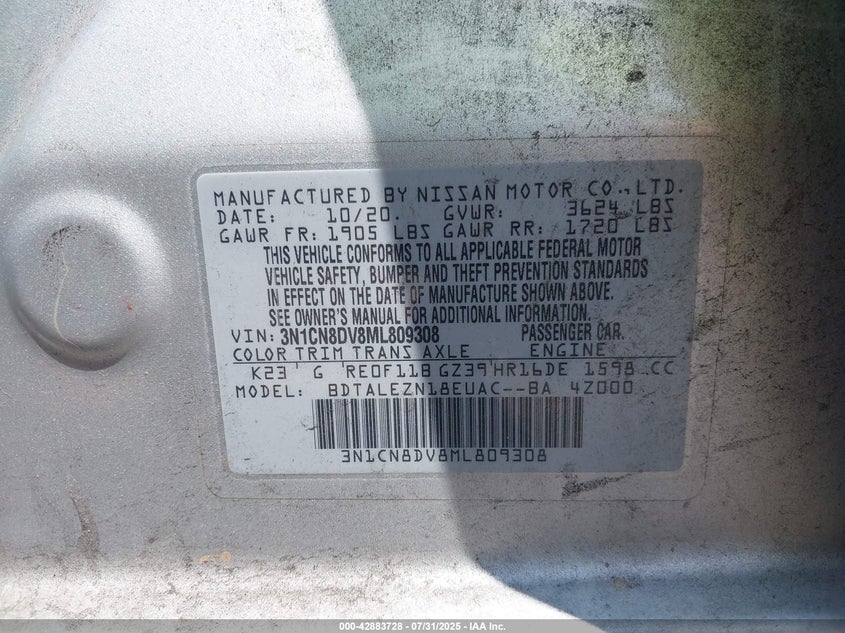 MANUFACTURED BY NISSAN MOTOR CO., LTD.
DATE: 10/20. GVWR: 3624 LBS
GAWR FR: 1905 LBS GAWR RR: 1720 LBS
THIS VEHICLE CONFORMS TO ALL APPLICABLE FEDERAL MOTOR
VEHICLE SAFETY, BUMPER AND THEFT PREVENTION STANDARDS
IN EFFECT ON THE DATE OF MANUFACTURE SHOWN ABOVE.
SEE OWNER'S MANUAL FOR ADDITIONAL INFORMATION.
VIN: 3N1CN8DV8ML809308 PASSENGER CAR.
COLOR TRIM TRANS AXLE ENGINE
K23 G RE0F11B GZ39 HR16DE 1598 CC
MODEL: BDTALEZN18EUAC--BA 4Z000
3N1CN8DV8ML809308
000-42883728 - 07/31/2025 - IAA Inc.